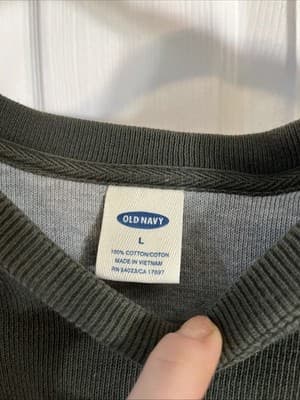 OLD NAVY
L
100% COTTON/COTON
MADE IN VIETNAM
RN 54023/CA 17897